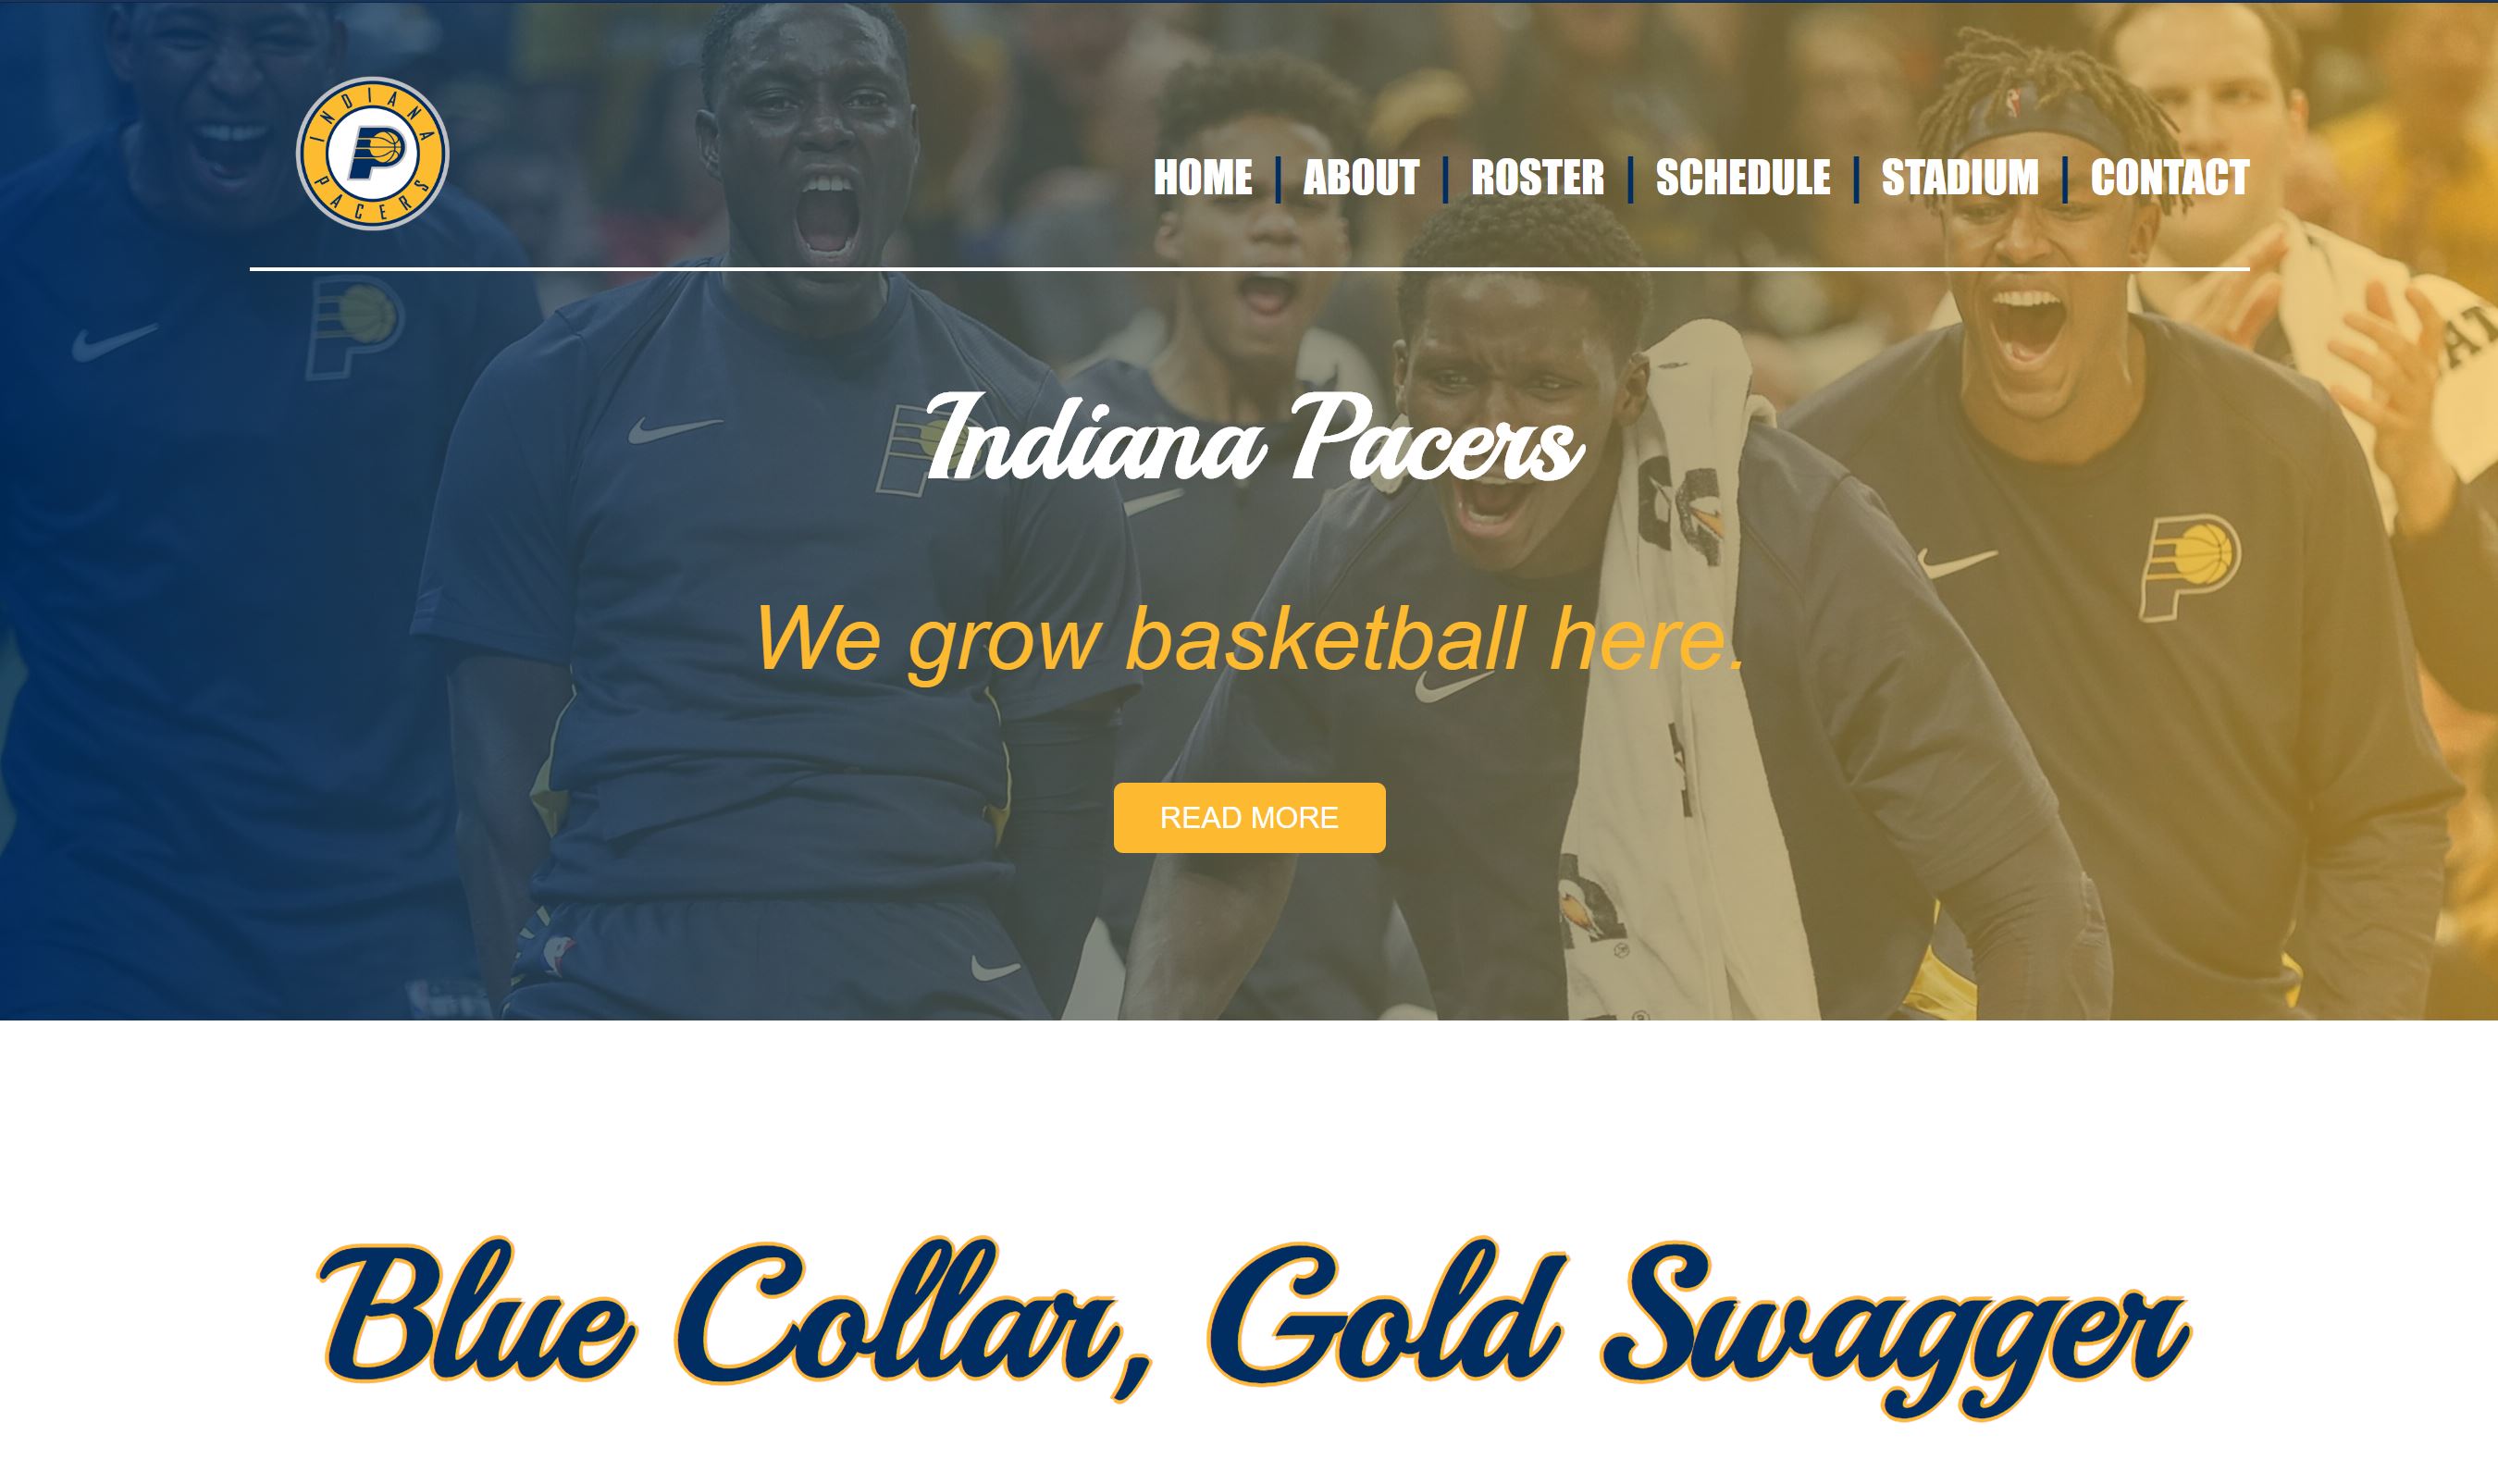 INDIANA
PACERS
HOME | ABOUT | ROSTER | SCHEDULE | STADIUM | CONTACT
Indiana Pacers
We grow basketball here.
READ MORE
Blue Collar, Gold Swagger